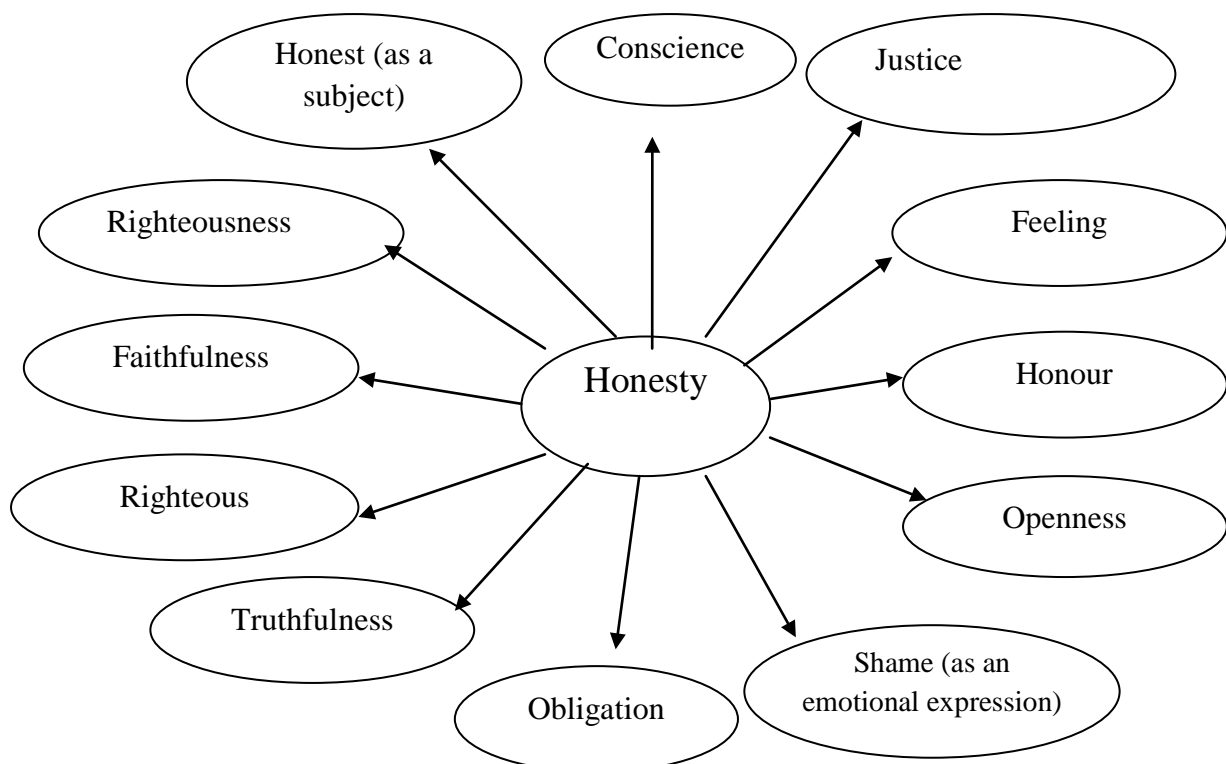 Honest (as a
subject)
Conscience
Justice
Righteousness
Feeling
Faithfulness
Honesty
Honour
Righteous
Openness
Truthfulness
Obligation
Shame (as an
emotional expression)